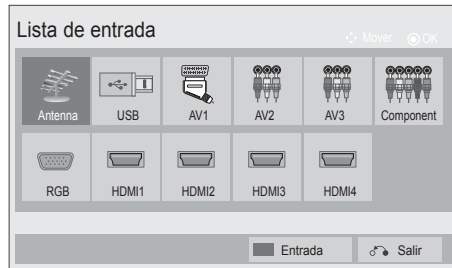 Lista de entrada
Mover OK
Antenna USB AV1 AV2 AV3 Component
RGB HDMI1 HDMI2 HDMI3 HDMI4
Entrada Salir